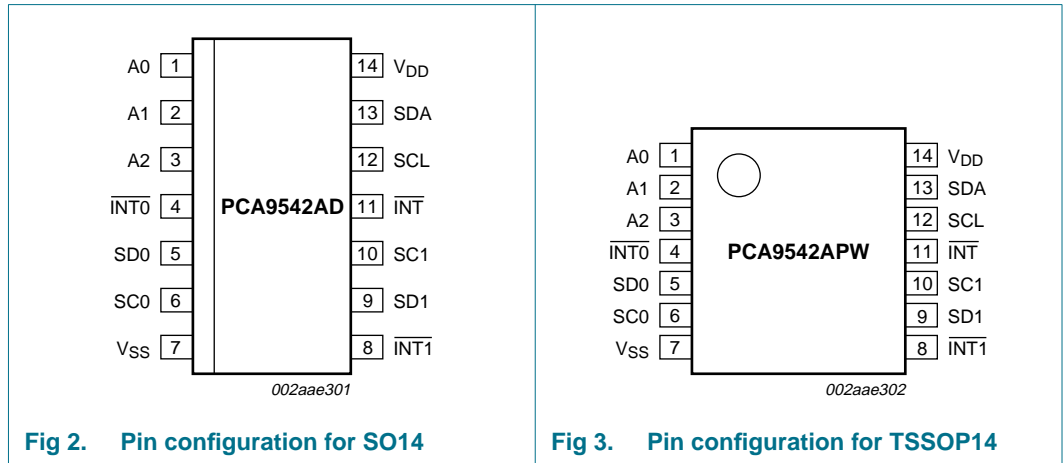 A0 1 14 VDD
A1 2 13 SDA
A2 3 12 SCL
INT0 4 PCA9542AD 11 INT
SD0 5 10 SC1
SC0 6 9 SD1
VSS 7 8 INT1
002aae301
Fig 2. Pin configuration for SO14
A0 1 14 VDD
A1 2 13 SDA
A2 3 12 SCL
INT0 4 PCA9542APW 11 INT
SD0 5 10 SC1
SC0 6 9 SD1
VSS 7 8 INT1
002aae302
Fig 3. Pin configuration for TSSOP14